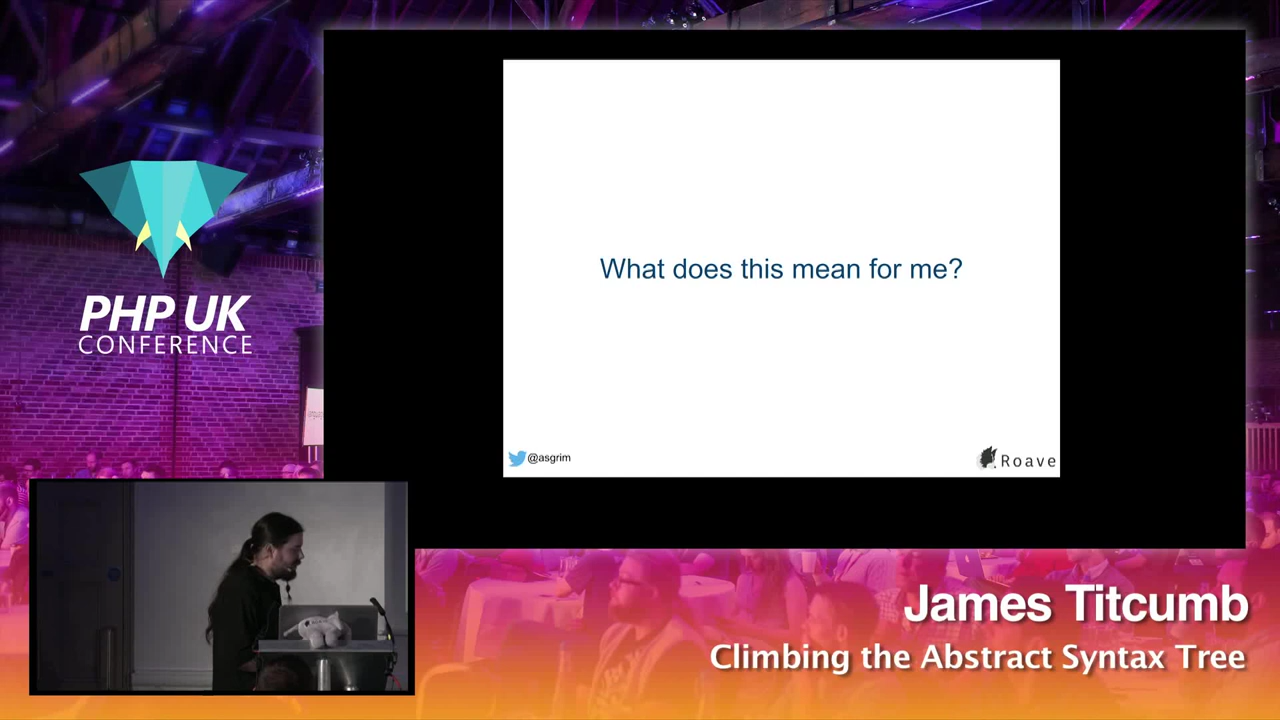 PHP UK
CONFERENCE
What does this mean for me?
@asgrim
Roave
James Titcumb
Climbing the Abstract Syntax Tree